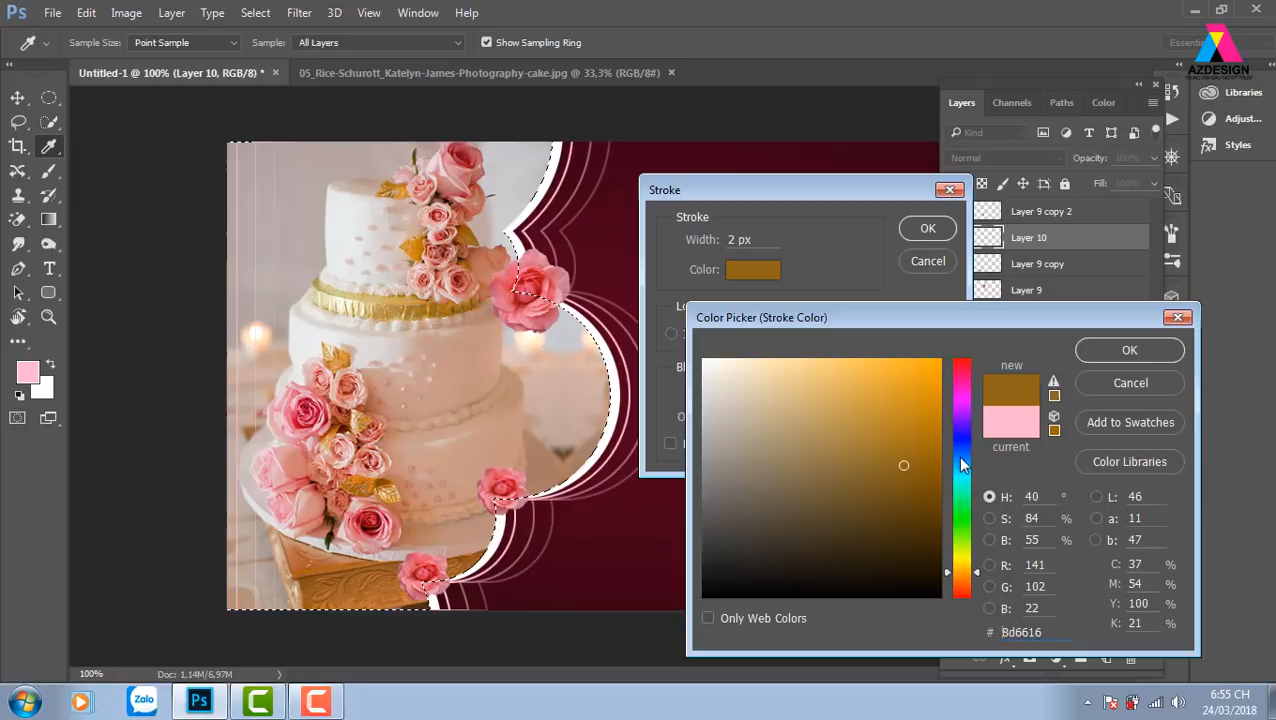 Ps File Edit Image Layer Type Select Filter 3D View Window Help
Sample Size: Point Sample Sample: All Layers Show Sampling Ring
AZDESIGN
Untitled-1 @ 100% (Layer 10, RGB/8) * × 05_Rice-Schurott_Katelyn-James-Photography-cake.jpg @ 33,3% (RGB/8#) ×
Layers Channels Paths Color
Kind
Normal Opacity: 100%
Fill: 100%
Layer 9 copy 2
Layer 10
Layer 9 copy
Layer 9
Libraries
Adjust...
Styles
Stroke
Stroke
Width: 2 px
Color:
OK
Cancel
Color Picker (Stroke Color)
new
current
OK
Cancel
Add to Swatches
Color Libraries
H: 40 ° L: 46
S: 84 % a: 11
B: 55 % b: 47
R: 141 C: 37 %
G: 102 M: 54 %
B: 22 Y: 100 %
# 8d6616 K: 21 %
Only Web Colors
100% Doc: 1,14M/6,97M
Zalo Ps
6:55 CH
24/03/2018